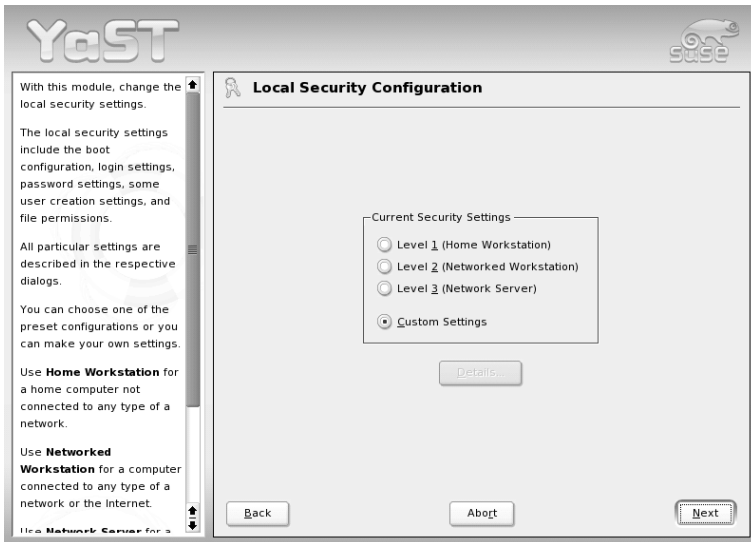 YaST
suse
With this module, change the
local security settings.
The local security settings
include the boot
configuration, login settings,
password settings, some
user creation settings, and
file permissions.
All particular settings are
described in the respective
dialogs.
You can choose one of the
preset configurations or you
can make your own settings.
Use Home Workstation for
a home computer not
connected to any type of a
network.
Use Networked
Workstation for a computer
connected to any type of a
network or the Internet.
Use Network Server for a
Local Security Configuration
Current Security Settings
Level 1 (Home Workstation)
Level 2 (Networked Workstation)
Level 3 (Network Server)
Custom Settings
Details...
Back
Abort
Next